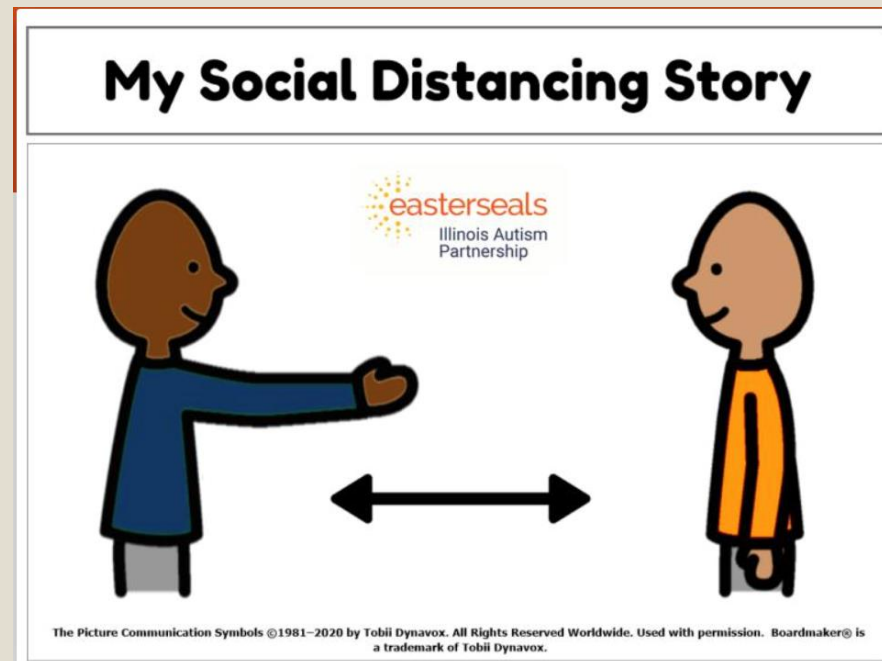 My Social Distancing Story
easterseals
Illinois Autism
Partnership
The Picture Communication Symbols ©1981–2020 by Tobii Dynavox. All Rights Reserved Worldwide. Used with permission. Boardmaker® is
a trademark of Tobii Dynavox.